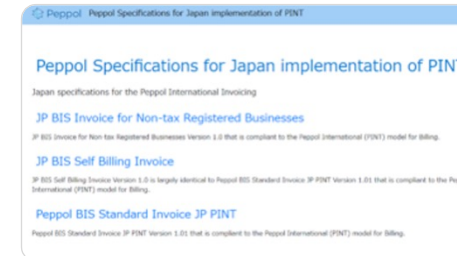 Peppol Peppol Specifications for Japan implementation of PINT
Peppol Specifications for Japan implementation of PIN
Japan specifications for the Peppol International Invoicing
JP BIS Invoice for Non-tax Registered Businesses
JP BIS Invoice for Non-tax Registered Businesses Version 1.0 that is compliant to the Peppol International (PINT) model for Billing.
JP BIS Self Billing Invoice
JP BIS Self Billing Invoice Version 1.0 is largely identical to Peppol BIS Standard Invoice JP PINT Version 1.01 that is compliant to the Pe
International (PINT) model for Billing.
Peppol BIS Standard Invoice JP PINT
Peppol BIS Standard Invoice JP PINT Version 1.01 that is compliant to the Peppol International (PINT) model for Billing.